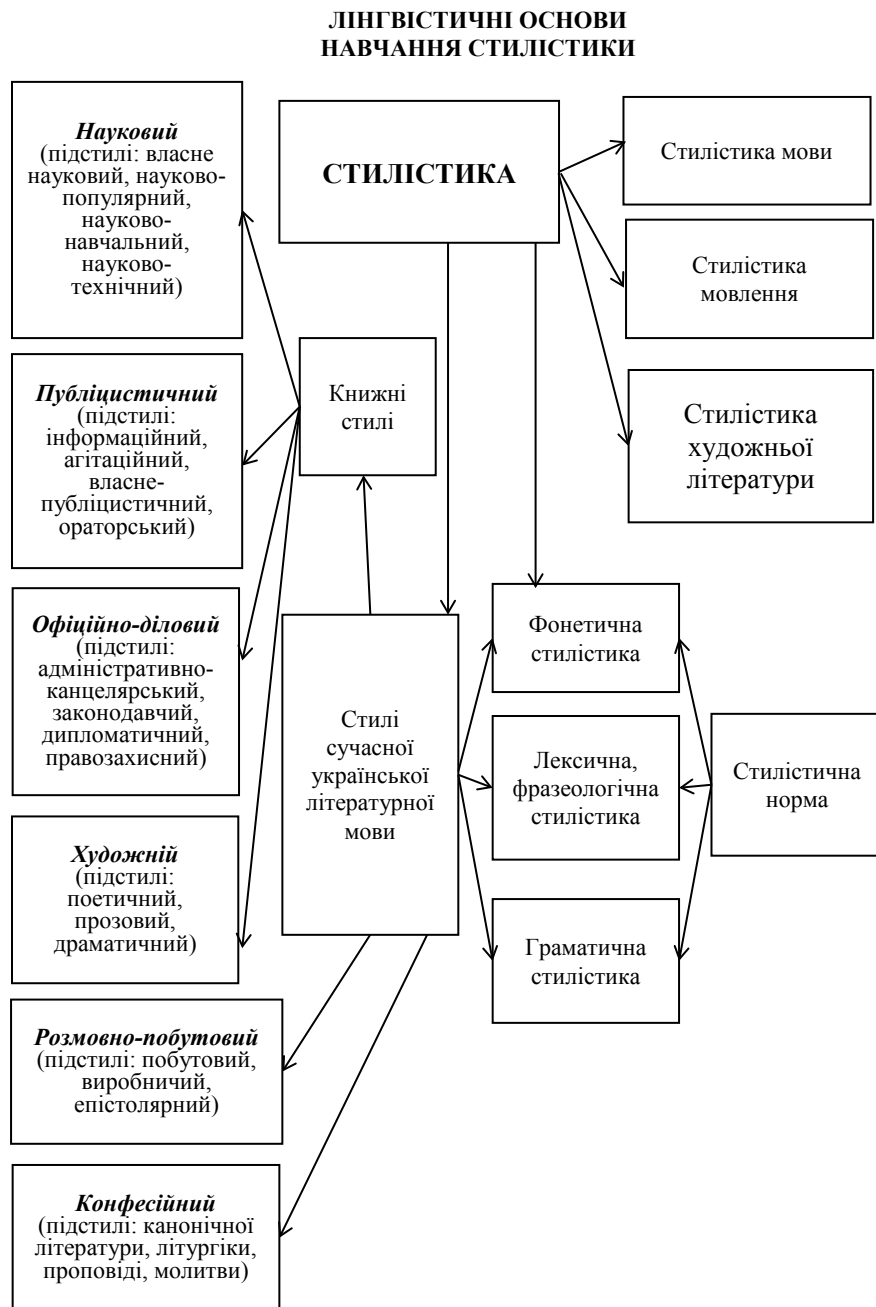 ЛІНГВІСТИЧНІ ОСНОВИ
НАВЧАННЯ СТИЛІСТИКИ
Науковий
(підстилі: власне
науковий, науково-
популярний,
науково-
навчальний,
науково-
технічний)
СТИЛІСТИКА
Стилістика мови
Стилістика
мовлення
Стилістика
художньої
літератури
Книжні
стилі
Публіцистичний
(підстилі:
інформаційний,
агітаційний,
власне-
публіцистичний,
ораторський)
Офіційно-діловий
(підстилі:
адміністративно-
канцелярський,
законодавчий,
дипломатичний,
правозахисний)
Стилі
сучасної
української
літературної
мови
Фонетична
стилістика
Лексична,
фразеологічна
стилістика
Граматична
стилістика
Стилістична
норма
Художній
(підстилі:
поетичний,
прозовий,
драматичний)
Розмовно-побутовий
(підстилі: побутовий,
виробничий,
епістолярний)
Конфесійний
(підстилі: канонічної
літератури, літургіки,
проповіді, молитви)